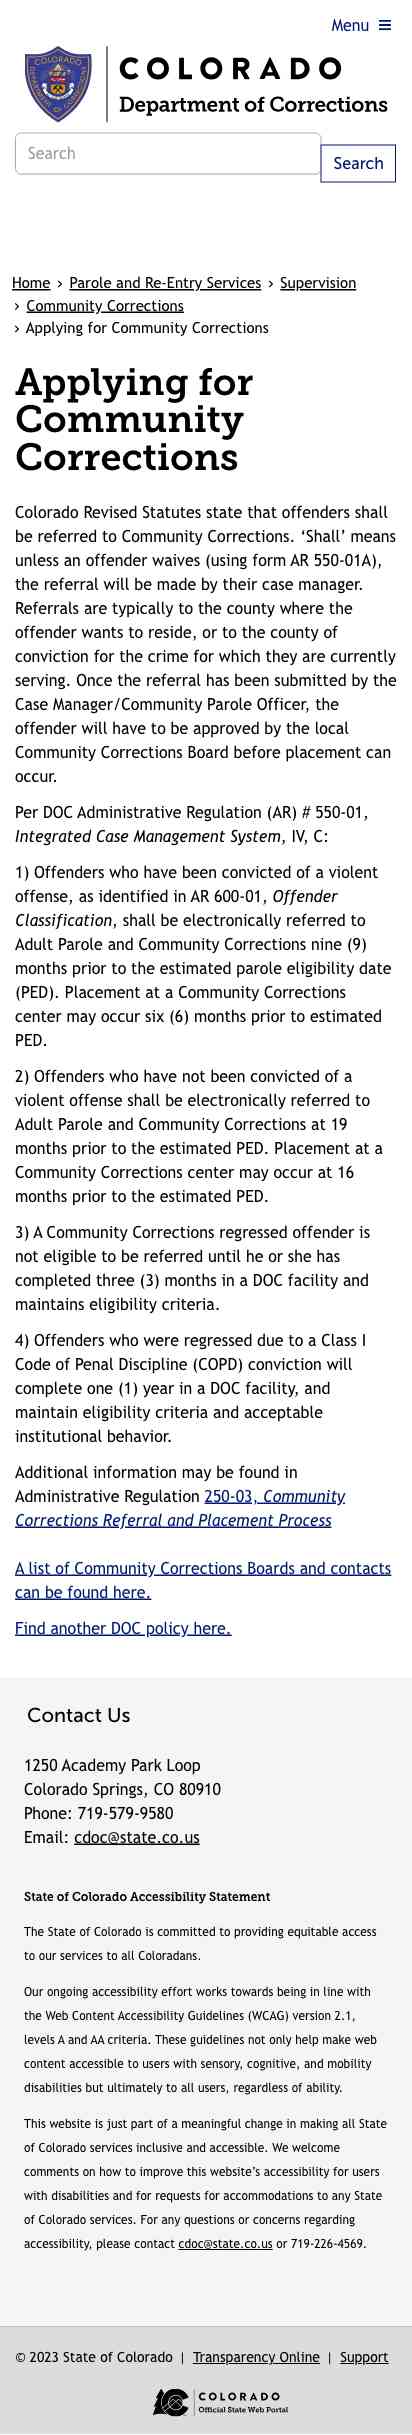 Menu ≡
COLORADO
Department of Corrections
Search
Search
Home › Parole and Re-Entry Services › Supervision
› Community Corrections
› Applying for Community Corrections
Applying for
Community
Corrections
Colorado Revised Statutes state that offenders shall
be referred to Community Corrections. ‘Shall’ means
unless an offender waives (using form AR 550-01A),
the referral will be made by their case manager.
Referrals are typically to the county where the
offender wants to reside, or to the county of
conviction for the crime for which they are currently
serving. Once the referral has been submitted by the
Case Manager/Community Parole Officer, the
offender will have to be approved by the local
Community Corrections Board before placement can
occur.
Per DOC Administrative Regulation (AR) # 550-01,
Integrated Case Management System, IV, C:
1) Offenders who have been convicted of a violent
offense, as identified in AR 600-01, Offender
Classification, shall be electronically referred to
Adult Parole and Community Corrections nine (9)
months prior to the estimated parole eligibility date
(PED). Placement at a Community Corrections
center may occur six (6) months prior to estimated
PED.
2) Offenders who have not been convicted of a
violent offense shall be electronically referred to
Adult Parole and Community Corrections at 19
months prior to the estimated PED. Placement at a
Community Corrections center may occur at 16
months prior to the estimated PED.
3) A Community Corrections regressed offender is
not eligible to be referred until he or she has
completed three (3) months in a DOC facility and
maintains eligibility criteria.
4) Offenders who were regressed due to a Class I
Code of Penal Discipline (COPD) conviction will
complete one (1) year in a DOC facility, and
maintain eligibility criteria and acceptable
institutional behavior.
Additional information may be found in
Administrative Regulation 250-03, Community
Corrections Referral and Placement Process
A list of Community Corrections Boards and contacts
can be found here.
Find another DOC policy here.
Contact Us
1250 Academy Park Loop
Colorado Springs, CO 80910
Phone: 719-579-9580
Email: cdoc@state.co.us
State of Colorado Accessibility Statement
The State of Colorado is committed to providing equitable access
to our services to all Coloradans.
Our ongoing accessibility effort works towards being in line with
the Web Content Accessibility Guidelines (WCAG) version 2.1,
levels A and AA criteria. These guidelines not only help make web
content accessible to users with sensory, cognitive, and mobility
disabilities but ultimately to all users, regardless of ability.
This website is just part of a meaningful change in making all State
of Colorado services inclusive and accessible. We welcome
comments on how to improve this website’s accessibility for users
with disabilities and for requests for accommodations to any State
of Colorado services. For any questions or concerns regarding
accessibility, please contact cdoc@state.co.us or 719-226-4569.
© 2023 State of Colorado | Transparency Online | Support
COLORADO
Official State Web Portal